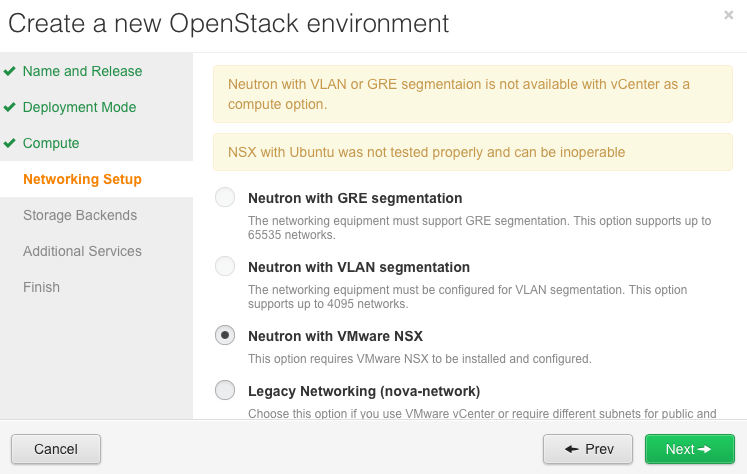 Create a new OpenStack environment
×
Name and Release
Deployment Mode
Compute
Networking Setup
Storage Backends
Additional Services
Finish
Neutron with VLAN or GRE segmentaion is not available with vCenter as a
compute option.
NSX with Ubuntu was not tested properly and can be inoperable
Neutron with GRE segmentation
The networking equipment must support GRE segmentation. This option supports up to
65535 networks.
Neutron with VLAN segmentation
The networking equipment must be configured for VLAN segmentation. This option
supports up to 4095 networks.
Neutron with VMware NSX
This option requires VMware NSX to be installed and configured.
Legacy Networking (nova-network)
Choose this option if you use VMware vCenter or require different subnets for public and
Cancel
Prev
Next